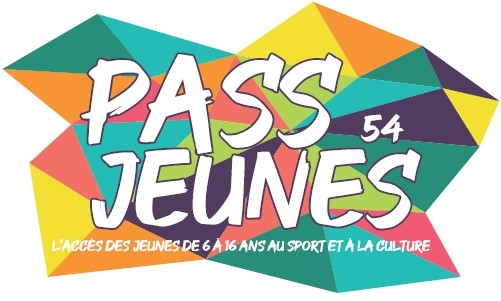 PASS
JEUNES 54
L'ACCÈS DES JEUNES DE 6 À 16 ANS AU SPORT ET À LA CULTURE